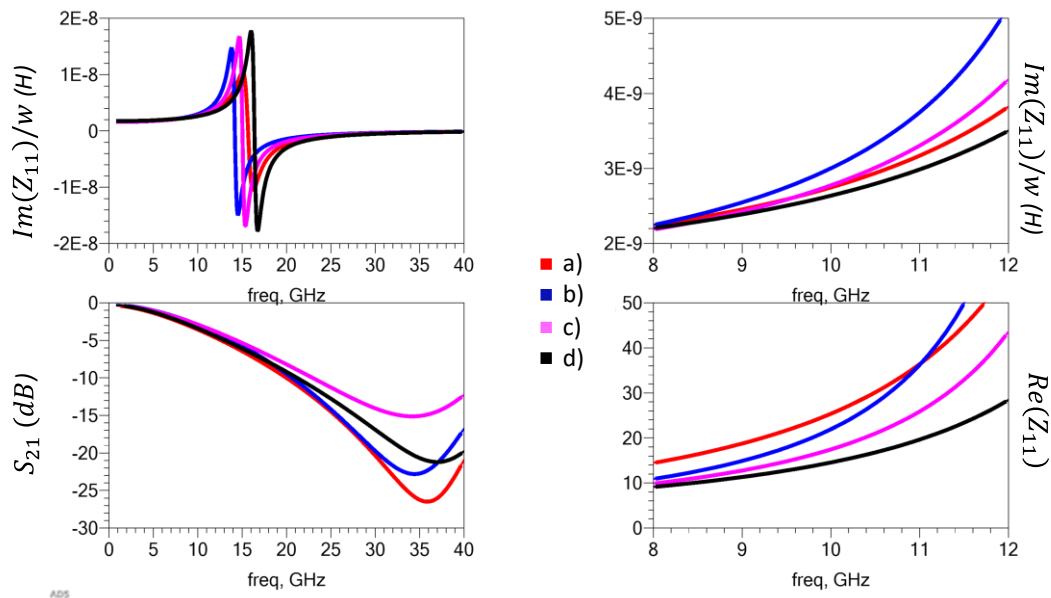 Im(Z₁₁)/w (H)
2E-8
1E-8
0
-1E-8
-2E-8
0 5 10 15 20 25 30 35 40
freq, GHz
5E-9
4E-9
3E-9
2E-9
8 9 10 11 12
freq, GHz
Im(Z₁₁)/w (H)
a)
b)
c)
d)
S₂₁ (dB)
0
-5
-10
-15
-20
-25
-30
0 5 10 15 20 25 30 35 40
freq, GHz
50
40
30
20
10
0
8 9 10 11 12
freq, GHz
Re(Z₁₁)
ADS